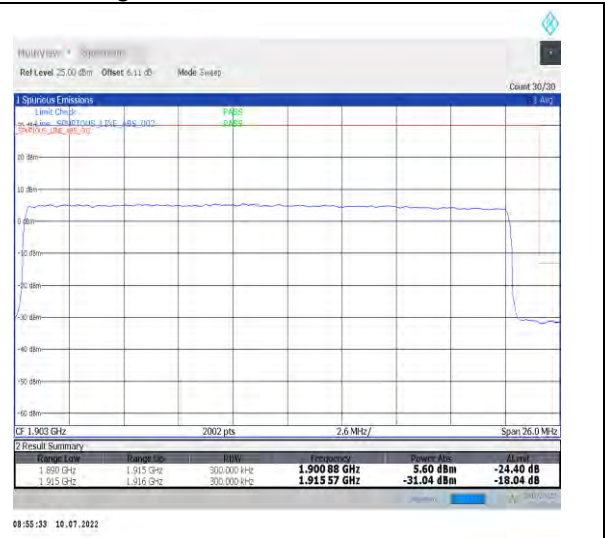 MultiView
Ref Level 25.00 dBm Offset 6.11 dB Mode Sweep
Count 30/30
1 Spurious Emissions 1 Avg
Limit Check PASS
Line SPURIOUS_LINE_ABS_002 PASS
SPURIOUS_LINE_ABS_002
20 dBm
10 dBm
0 dBm
-10 dBm
-20 dBm
-30 dBm
-40 dBm
-50 dBm
-60 dBm
CF 1.903 GHz 2002 pts 2.6 MHz/ Span 26.0 MHz
2 Result Summary
Range Low Range Up RBW Frequency Power Abs ΔLimit
1.890 GHz 1.915 GHz 300.000 kHz 1.900 88 GHz 5.60 dBm -24.40 dB
1.915 GHz 1.916 GHz 300.000 kHz 1.915 57 GHz -31.04 dBm -18.04 dB
08:55:33 10.07.2022